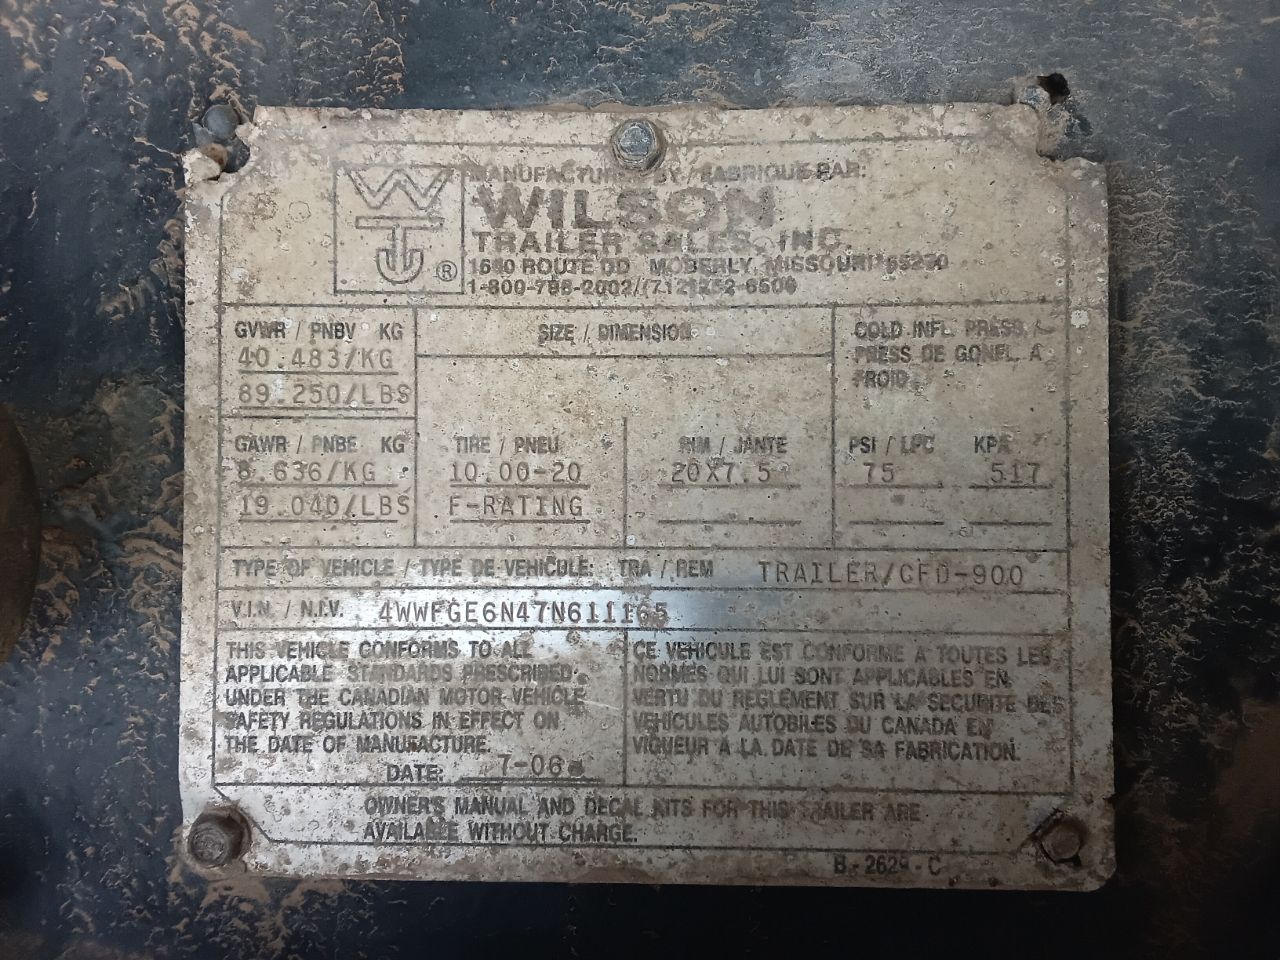 MANUFACTURED BY / FABRIQUE PAR:
WILSON
TRAILER SALES, INC.
ROUTE DD MOBERLY, MISSOURI
®
GVWR / PNBV KG
40.483/KG
89.250/LBS
SIZE / DIMENSION
COLD INFL. PRESS. /
PRESS DE GONFL. A
FROID
GAWR / PNBE KG
8.636/KG
19.040/LBS
TIRE / PNEU
10.00-20
F-RATING
RIM / JANTE
20X7.5
PSI / LPC
75
KPA
517
TYPE OF VEHICLE / TYPE DE VEHICULE: TRA / REM TRAILER/CFD-900
V.I.N. / N.I.V. 4WWFGE6N47N611165
THIS VEHICLE CONFORMS TO ALL
APPLICABLE STANDARDS PRESCRIBED
UNDER THE CANADIAN MOTOR VEHICLE
SAFETY REGULATIONS IN EFFECT ON
THE DATE OF MANUFACTURE.
DATE: 7-06
CE VEHICULE EST CONFORME A TOUTES LES
NORMES QUI LUI SONT APPLICABLES EN
VERTU DU REGLEMENT SUR LA SECURITE DES
VEHICULES AUTOBILES DU CANADA EN
VIGUEUR A LA DATE DE SA FABRICATION.
OWNER'S MANUAL AND DECAL KITS FOR THIS TRAILER ARE
AVAILABLE WITHOUT CHARGE.
B-2629-C